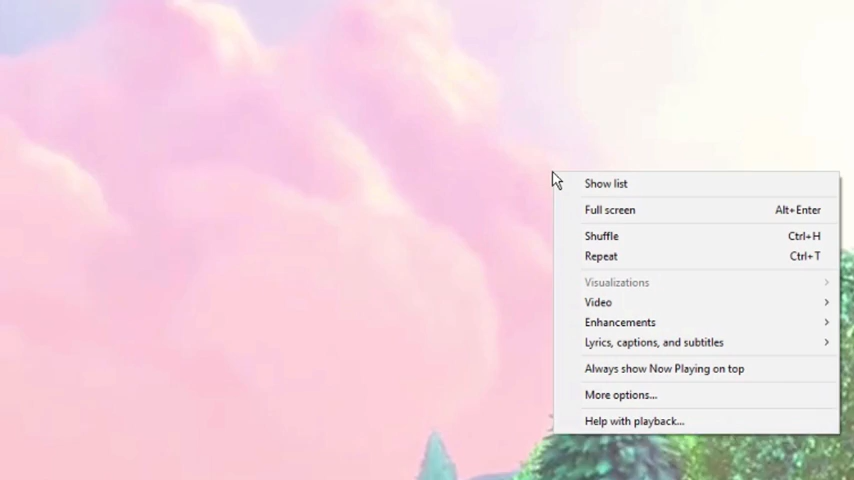 Show list
Full screen Alt+Enter
Shuffle Ctrl+H
Repeat Ctrl+T
Visualizations
Video
Enhancements
Lyrics, captions, and subtitles
Always show Now Playing on top
More options...
Help with playback...